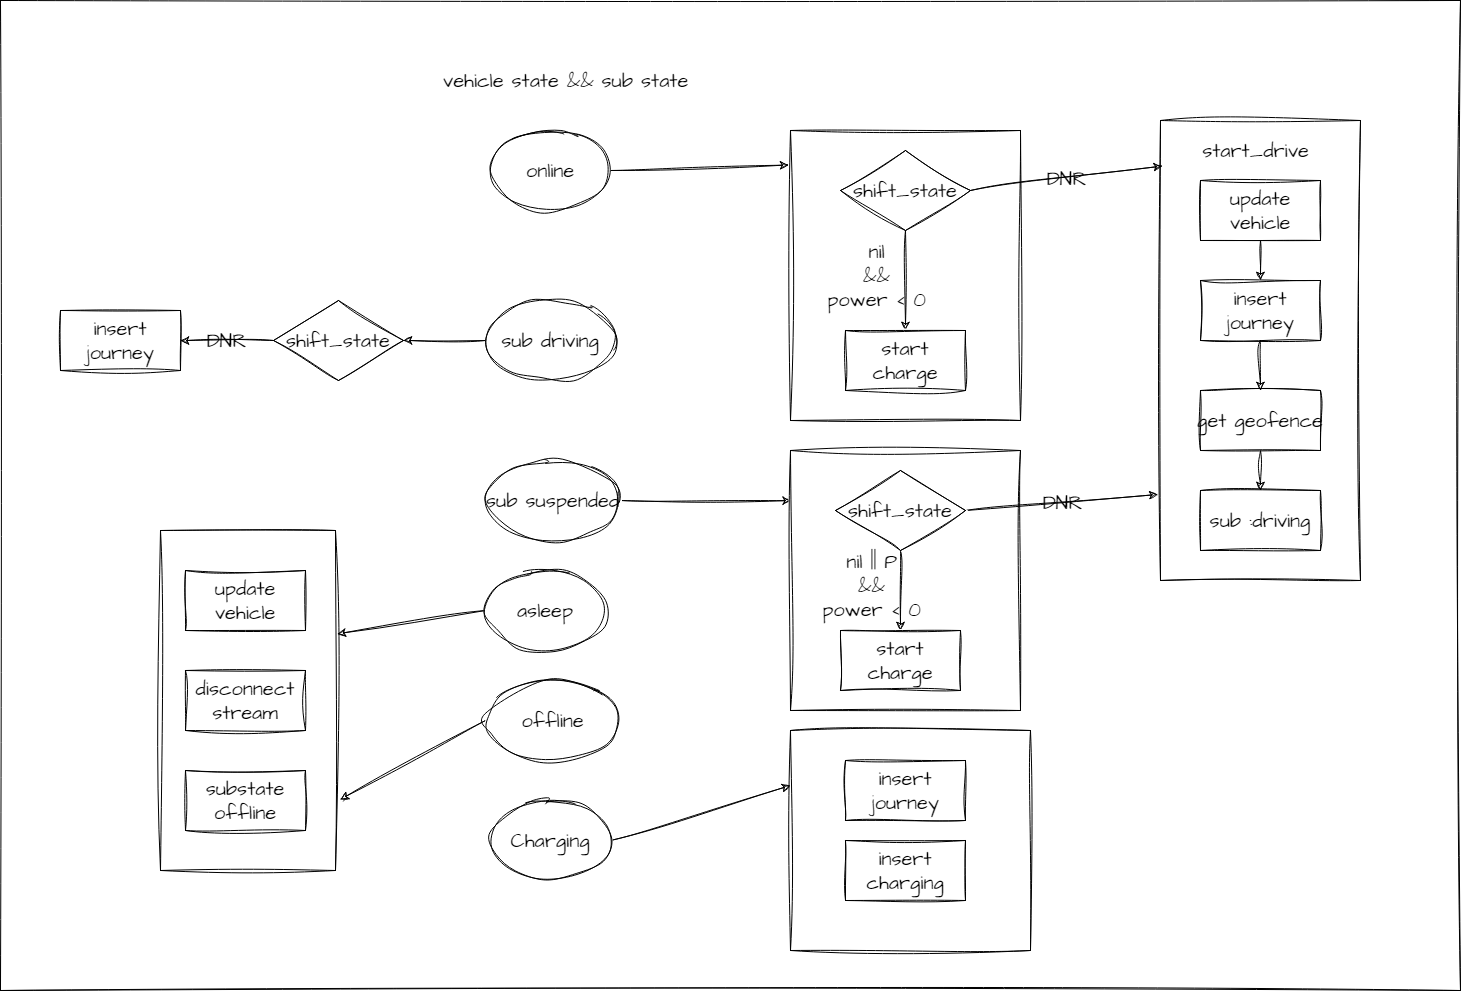 vehicle state && sub state
online
shift_state
DNR
nil
&&
power < 0
start
charge
start_drive
update
vehicle
insert
journey
get geofence
sub :driving
sub driving
shift_state
DNR
insert
journey
sub suspended
shift_state
DNR
nil || P
&&
power < 0
start
charge
asleep
offline
update
vehicle
disconnect
stream
substate
offline
Charging
insert
journey
insert
charging